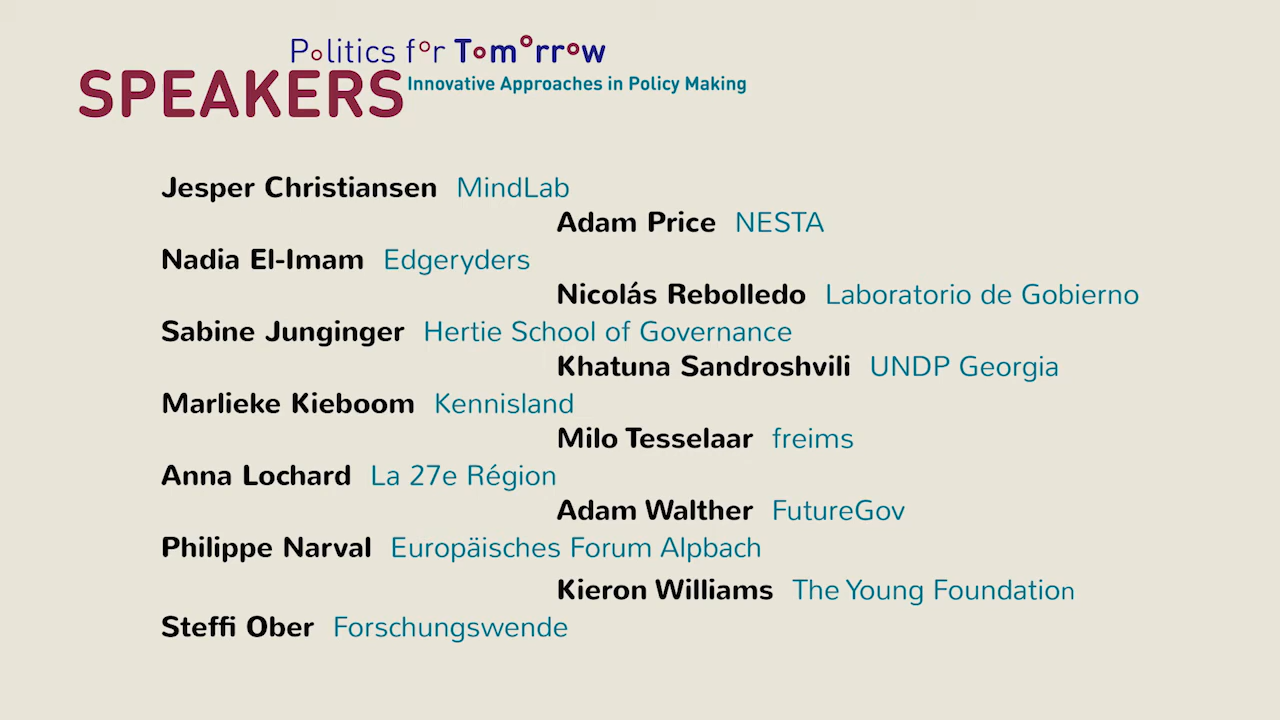 Politics for Tomorrow
SPEAKERS Innovative Approaches in Policy Making
Jesper Christiansen MindLab
Adam Price NESTA
Nadia El-Imam Edgeryders
Nicolás Rebolledo Laboratorio de Gobierno
Sabine Junginger Hertie School of Governance
Khatuna Sandroshvili UNDP Georgia
Marlieke Kieboom Kennisland
Milo Tesselaar freims
Anna Lochard La 27e Région
Adam Walther FutureGov
Philippe Narval Europäisches Forum Alpbach
Kieron Williams The Young Foundation
Steffi Ober Forschungswende